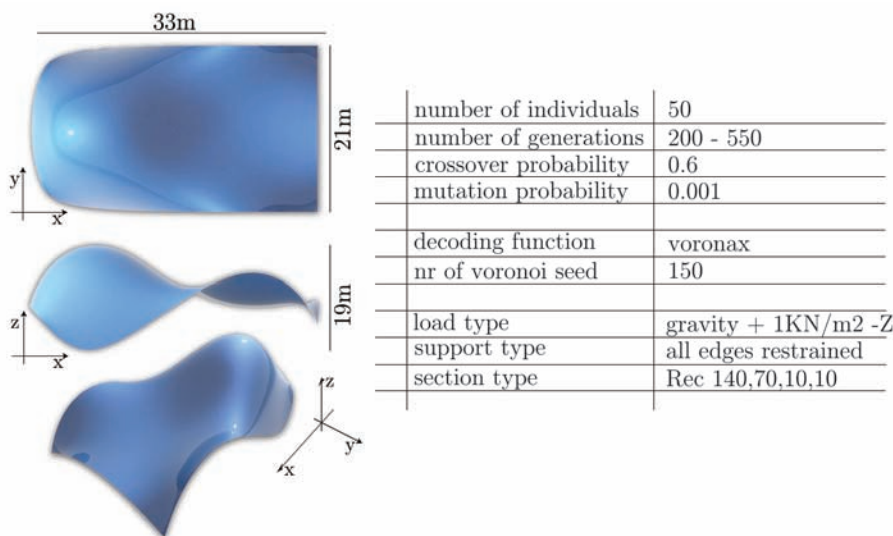 33m
21m
y
x
19m
z
x
z
y
x
number of individuals 50
number of generations 200 - 550
crossover probability 0.6
mutation probability 0.001
decoding function voronax
nr of voronoi seed 150
load type gravity + 1KN/m2 -Z
support type all edges restrained
section type Rec 140,70,10,10